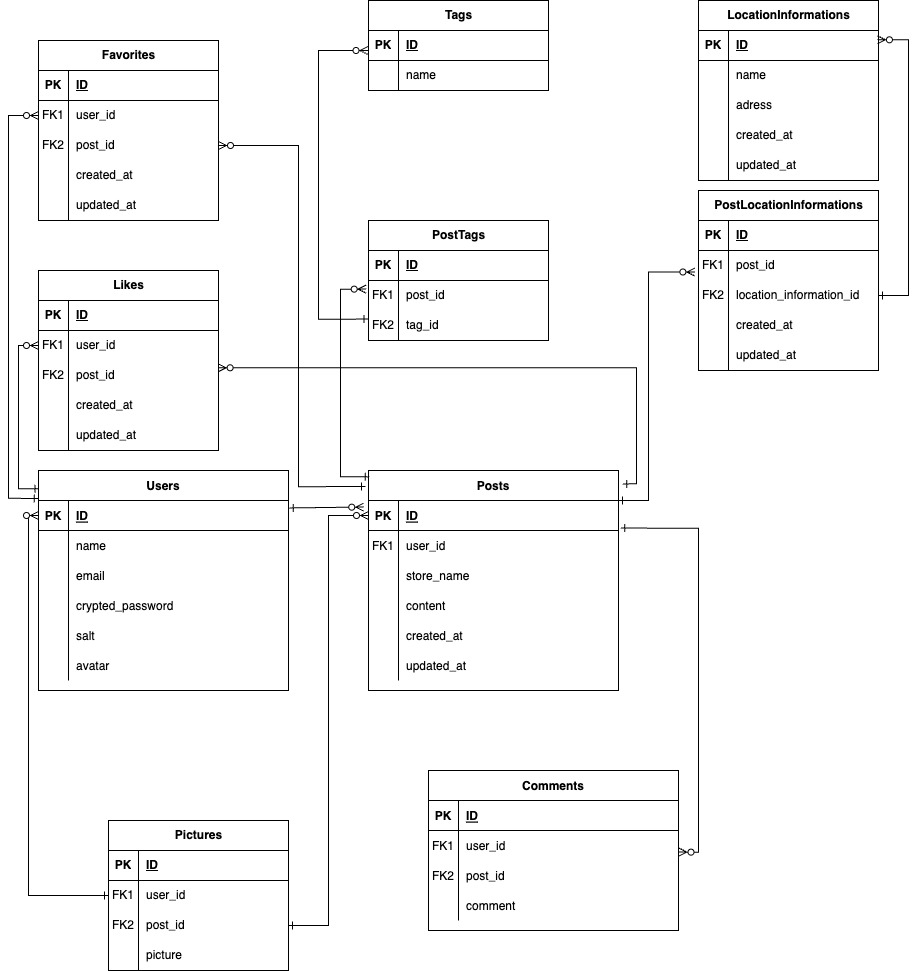 Favorites
PK ID
FK1 user_id
FK2 post_id
created_at
updated_at
Tags
PK ID
name
LocationInformations
PK ID
name
adress
created_at
updated_at
PostTags
PK ID
FK1 post_id
FK2 tag_id
PostLocationInformations
PK ID
FK1 post_id
FK2 location_information_id
created_at
updated_at
Likes
PK ID
FK1 user_id
FK2 post_id
created_at
updated_at
Users
PK ID
name
email
crypted_password
salt
avatar
Posts
PK ID
FK1 user_id
store_name
content
created_at
updated_at
Pictures
PK ID
FK1 user_id
FK2 post_id
picture
Comments
PK ID
FK1 user_id
FK2 post_id
comment